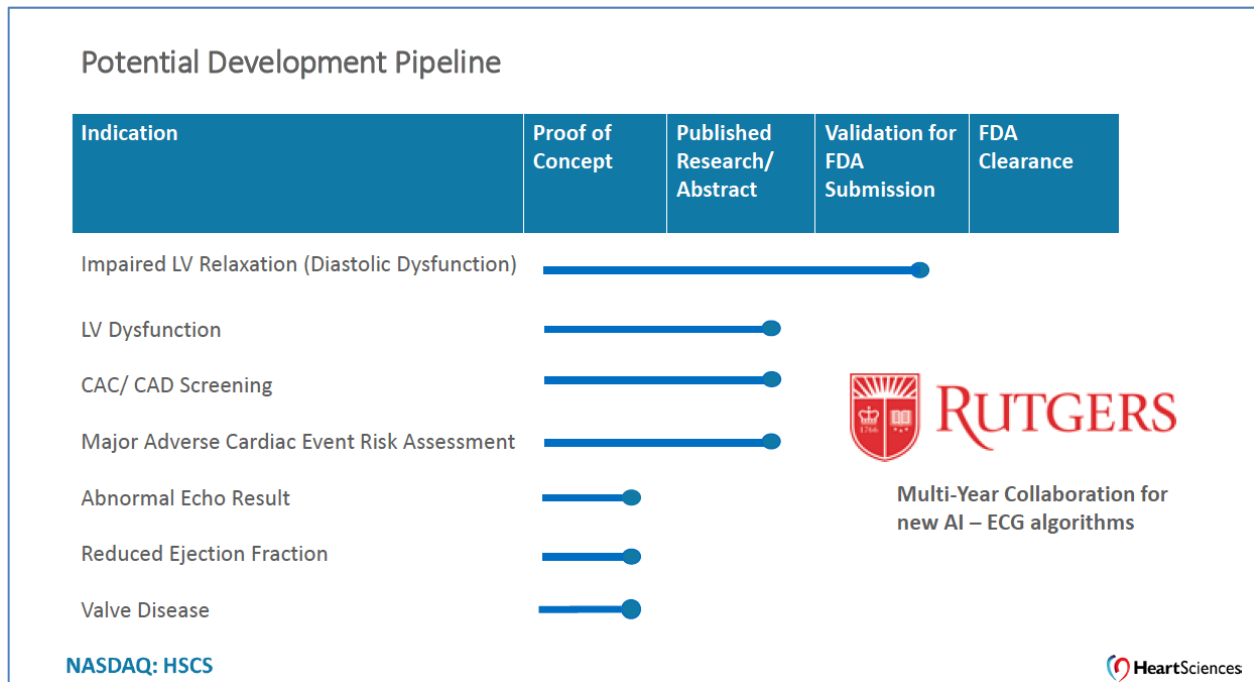 Potential Development Pipeline
Indication
Proof of
Concept
Published
Research/
Abstract
Validation for
FDA
Submission
FDA
Clearance
Impaired LV Relaxation (Diastolic Dysfunction)
LV Dysfunction
CAC/ CAD Screening
Major Adverse Cardiac Event Risk Assessment
Abnormal Echo Result
Reduced Ejection Fraction
Valve Disease
1766
RUTGERS
Multi-Year Collaboration for
new AI – ECG algorithms
NASDAQ: HSCS
HeartSciences